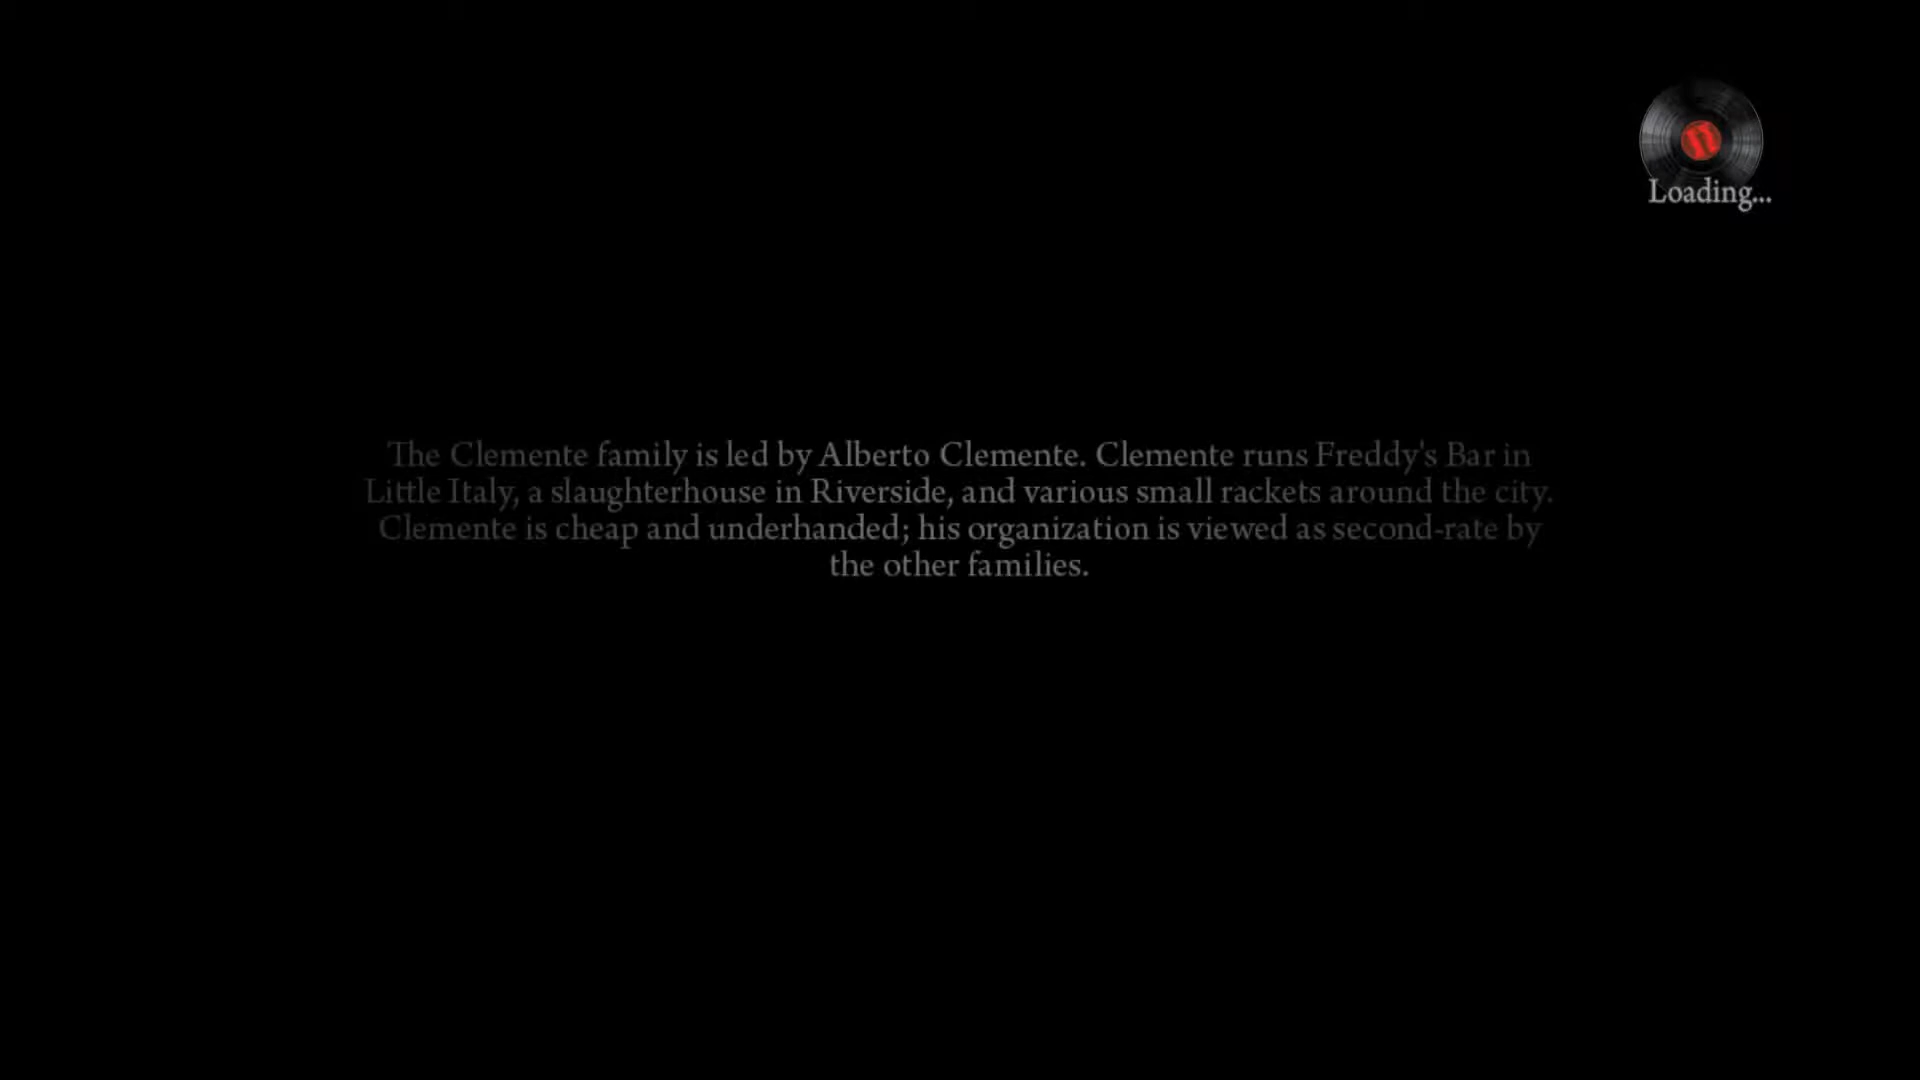 Loading...
The Clemente family is led by Alberto Clemente. Clemente runs Freddy's Bar in
Little Italy, a slaughterhouse in Riverside, and various small rackets around the city.
Clemente is cheap and underhanded; his organization is viewed as second-rate by
the other families.